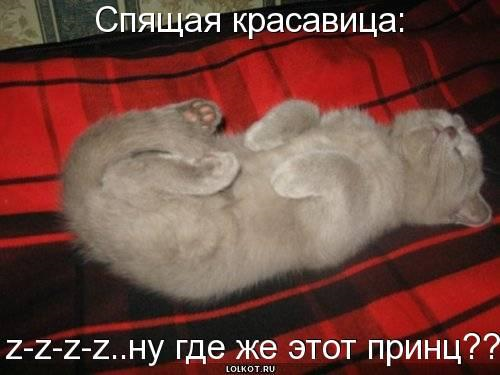 Спящая красавица:
z-z-z-z..ну где же этот принц??
LOLKOT.RU